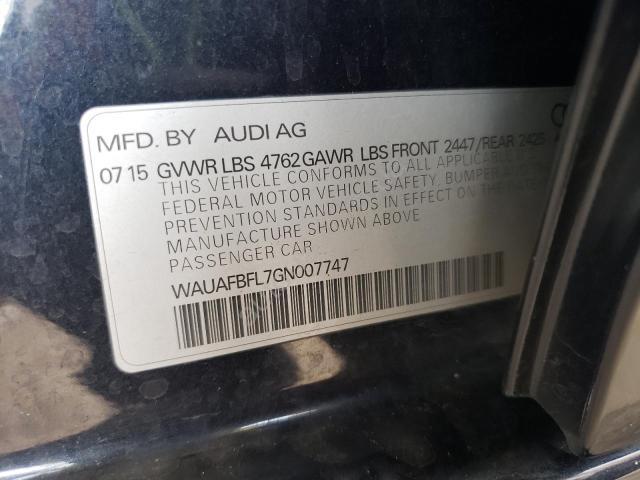 MFD. BY AUDI AG
07 15 GVWR LBS 4762 GAWR LBS FRONT 2447/REAR 2425
THIS VEHICLE CONFORMS TO ALL APPLICABLE
FEDERAL MOTOR VEHICLE SAFETY, BUMPER
PREVENTION STANDARDS IN EFFECT ON THE DATE
MANUFACTURE SHOWN ABOVE
PASSENGER CAR
WAUAFBFL7GN007747